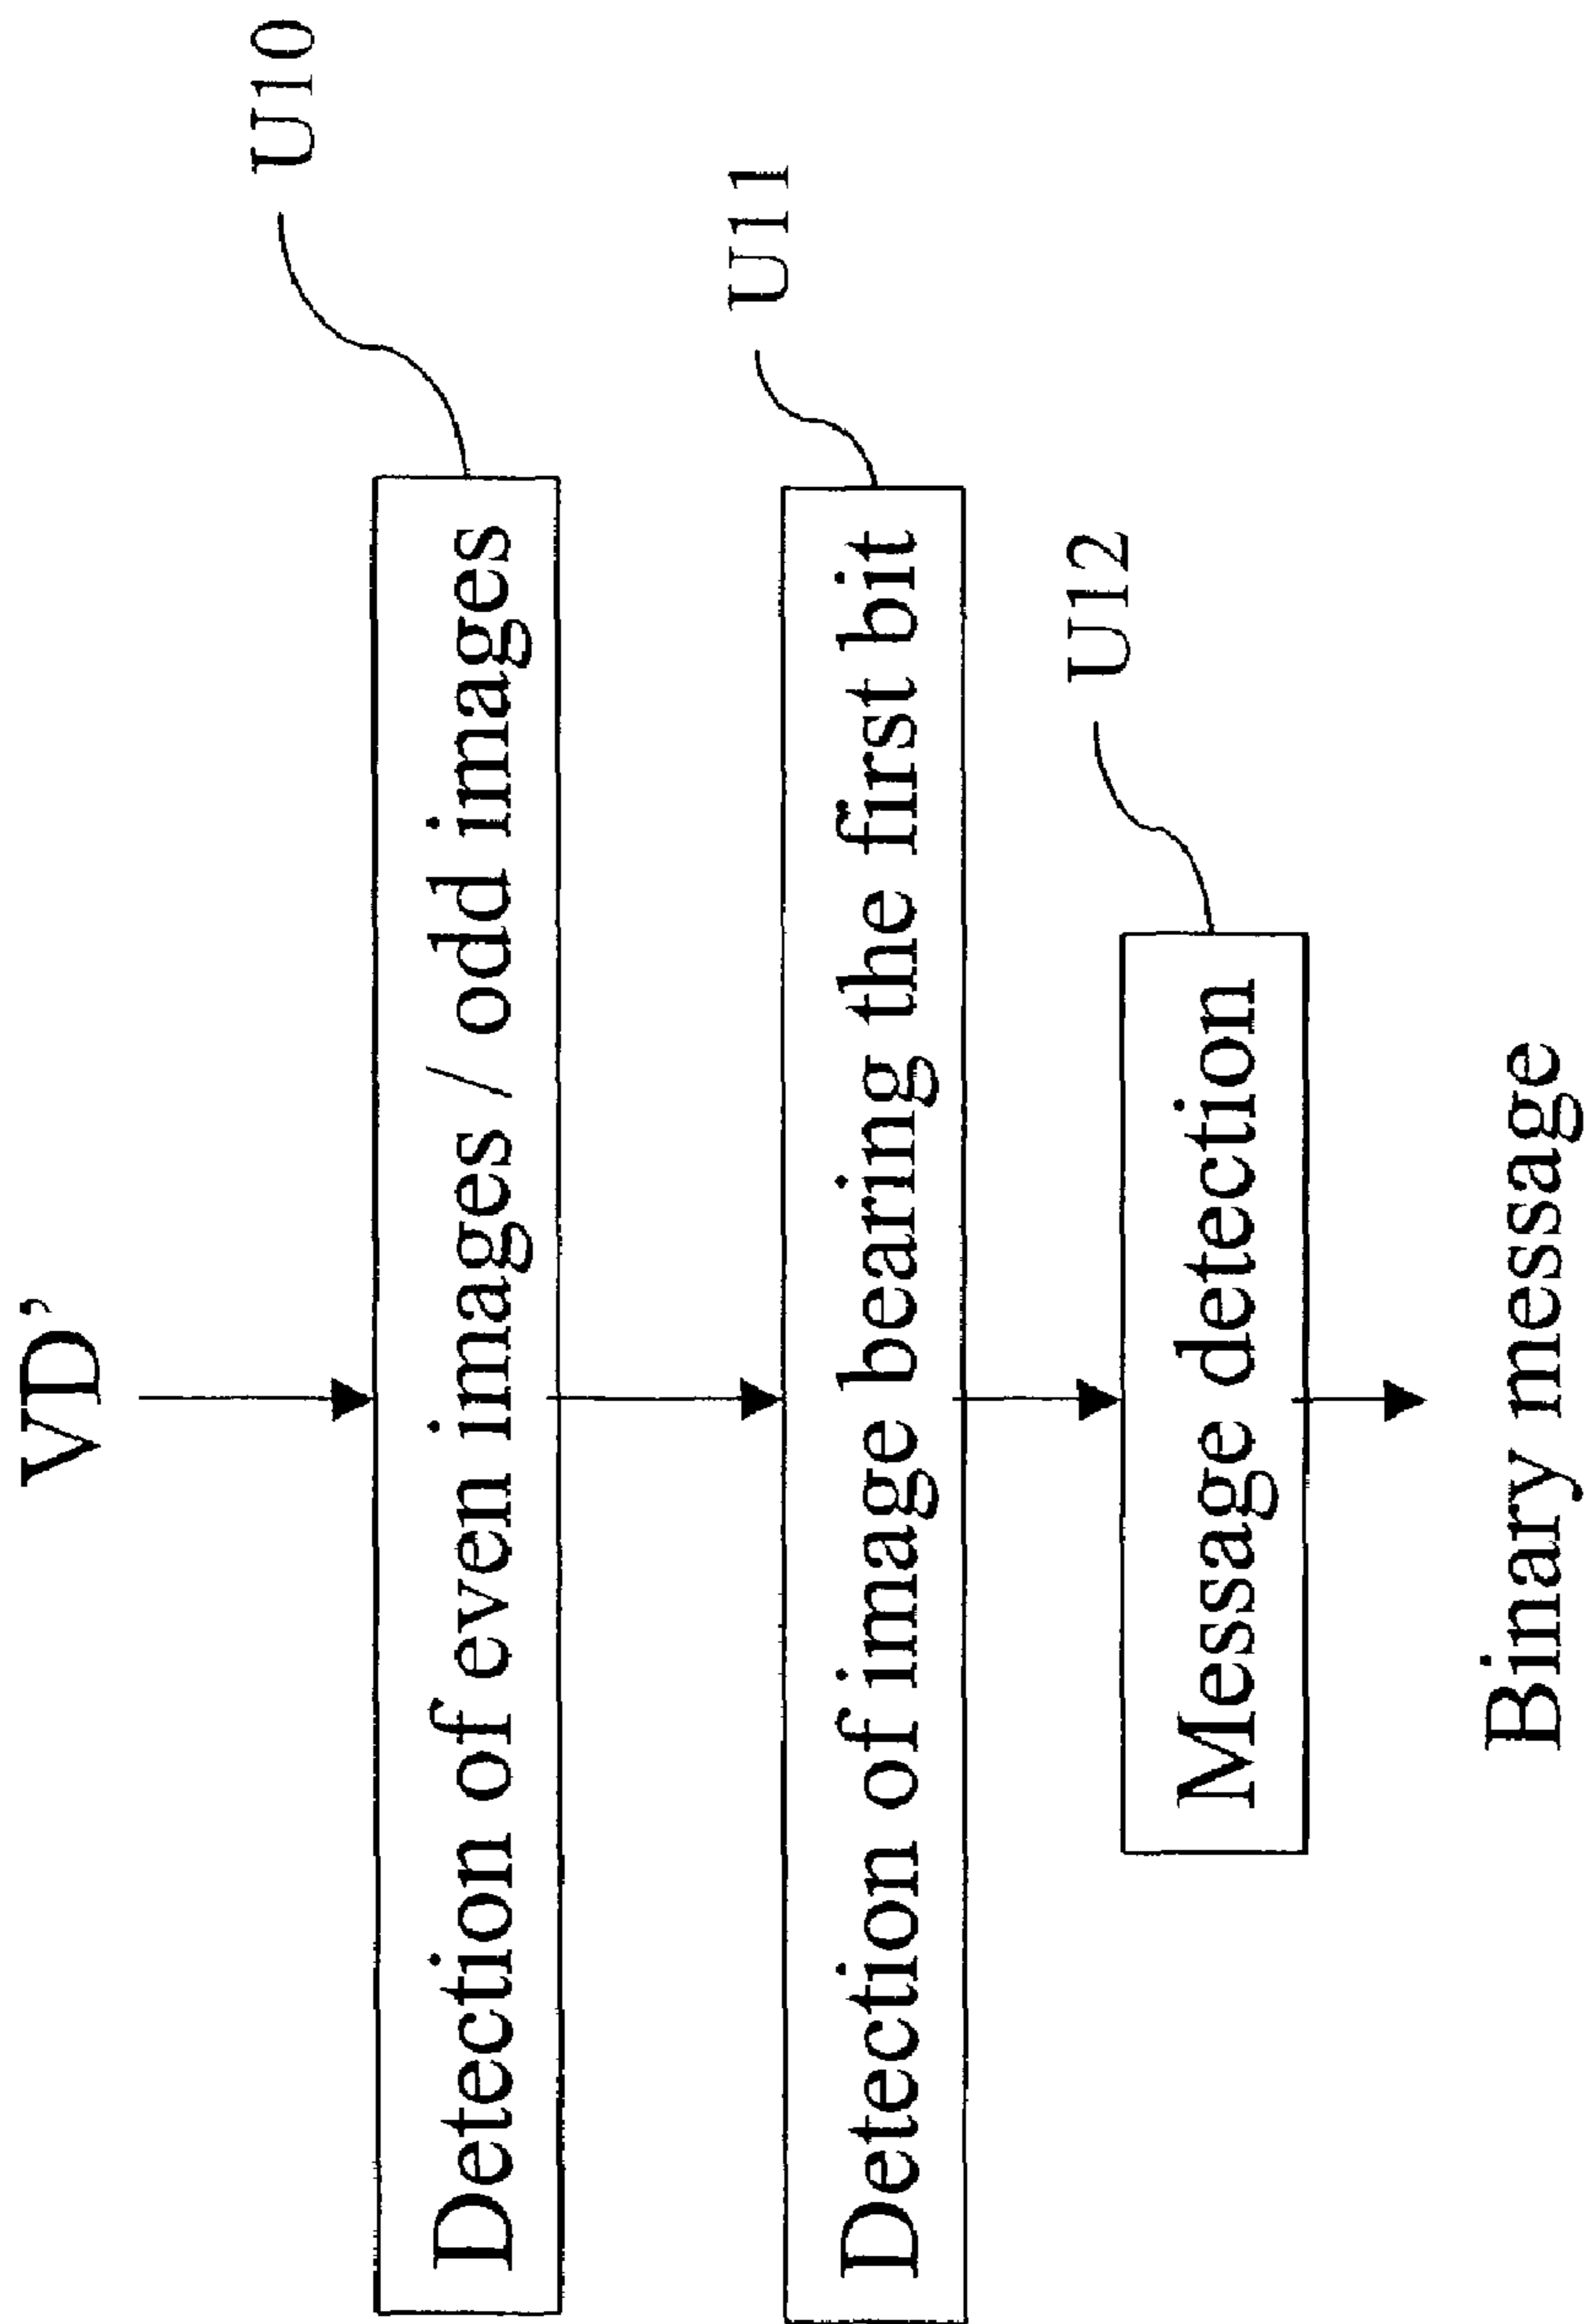 VD’
U10
Detection of even images / odd images
U11
Detection of image bearing the first bit
U12
Message detection
Binary message